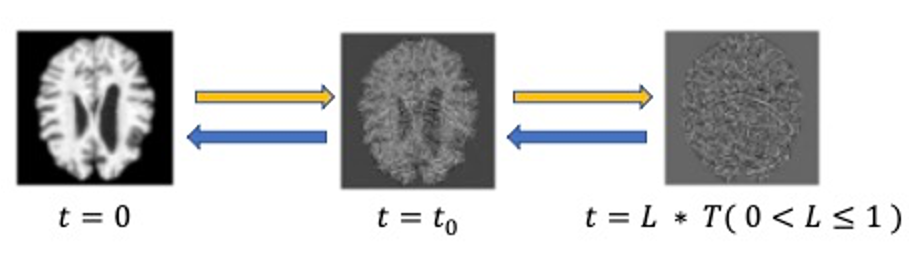 t = 0
t = t₀
t = L * T( 0 < L ≤ 1 )